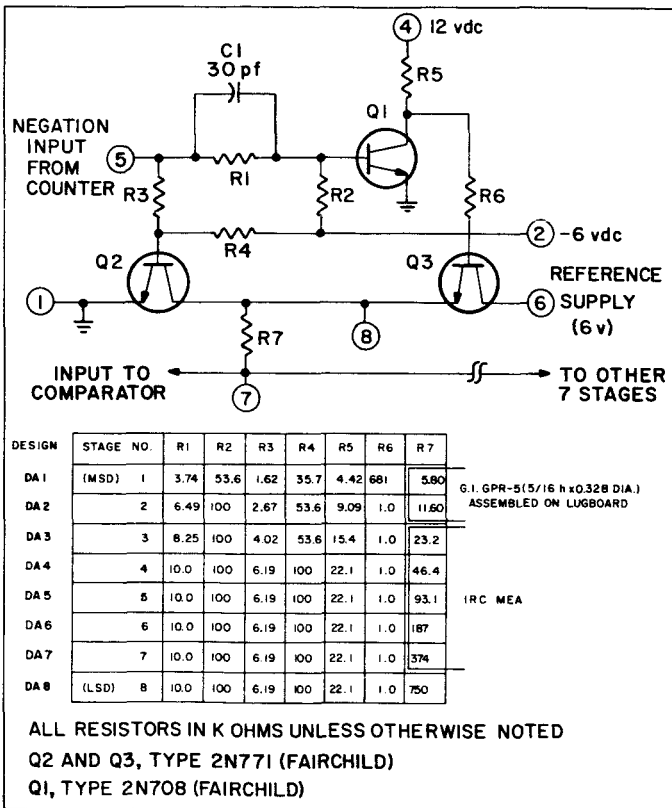 ④ 12 vdc
C1
30 pf
R5
Q1
NEGATION
INPUT
FROM
COUNTER
⑤
R1
R3
R2
R6
R4
② -6 vdc
Q2
Q3
REFERENCE
SUPPLY
(6 v)
①
⑥
R7
⑧
INPUT TO
COMPARATOR
⑦
TO OTHER
7 STAGES
DESIGN STAGE NO. R1 R2 R3 R4 R5 R6 R7
DA1 (MSD) 1 3.74 53.6 1.62 35.7 4.42 681 5.80
DA2 2 6.49 100 2.67 53.6 9.09 1.0 11.60
G.I. GPR-5(5/16 h x 0.328 DIA.)
ASSEMBLED ON LUGBOARD
DA3 3 8.25 100 4.02 53.6 15.4 1.0 23.2
DA4 4 10.0 100 6.19 100 22.1 1.0 46.4
DA5 5 10.0 100 6.19 100 22.1 1.0 93.1
IRC MEA
DA6 6 10.0 100 6.19 100 22.1 1.0 187
DA7 7 10.0 100 6.19 100 22.1 1.0 374
DA8 (LSD) 8 10.0 100 6.19 100 22.1 1.0 750
ALL RESISTORS IN K OHMS UNLESS OTHERWISE NOTED
Q2 AND Q3, TYPE 2N771 (FAIRCHILD)
Q1, TYPE 2N708 (FAIRCHILD)